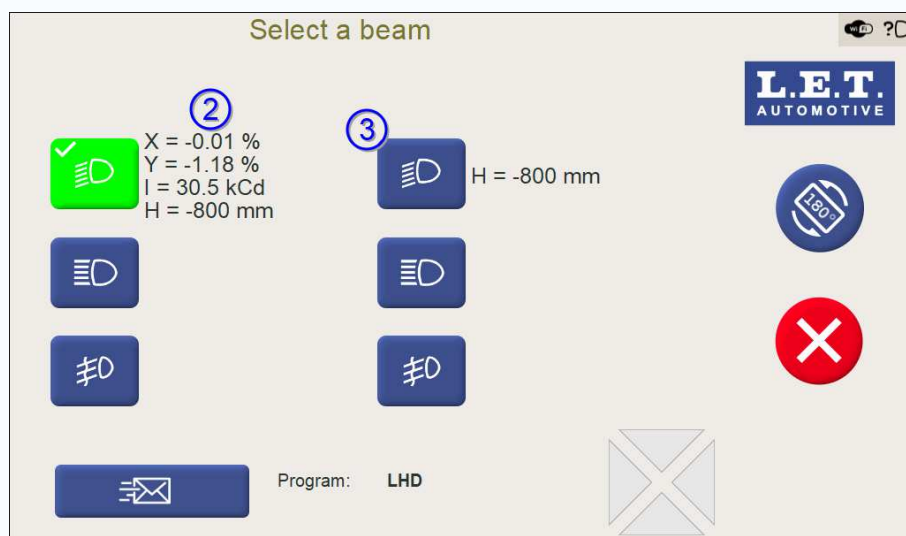 Select a beam
WiFi
?
L.E.T.
AUTOMOTIVE
2
X = -0.01 %
Y = -1.18 %
I = 30.5 kCd
H = -800 mm
3
H = -800 mm
180°
Program: LHD